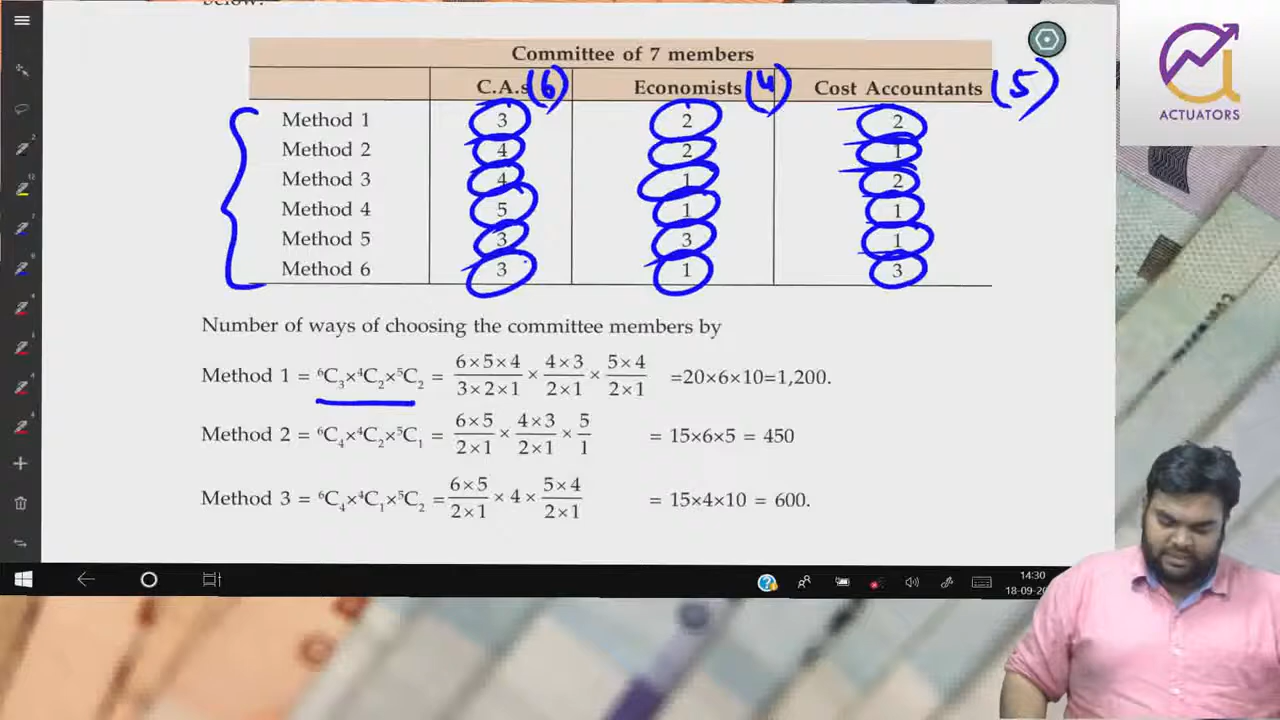 below:
Committee of 7 members
C.A.s (6) Economists (4) Cost Accountants (5)
Method 1 3 2 2
Method 2 4 2 1
Method 3 4 1 2
Method 4 5 1 1
Method 5 3 3 1
Method 6 3 1 3
Number of ways of choosing the committee members by
Method 1 = ⁶C₃×⁴C₂×⁵C₂ = 6×5×4/3×2×1 × 4×3/2×1 × 5×4/2×1 =20×6×10=1,200.
Method 2 = ⁶C₄×⁴C₂×⁵C₁ = 6×5/2×1 × 4×3/2×1 × 5/1 = 15×6×5 = 450
Method 3 = ⁶C₄×⁴C₁×⁵C₂ = 6×5/2×1 × 4 × 5×4/2×1 = 15×4×10 = 600.
ACTUATORS
14:30